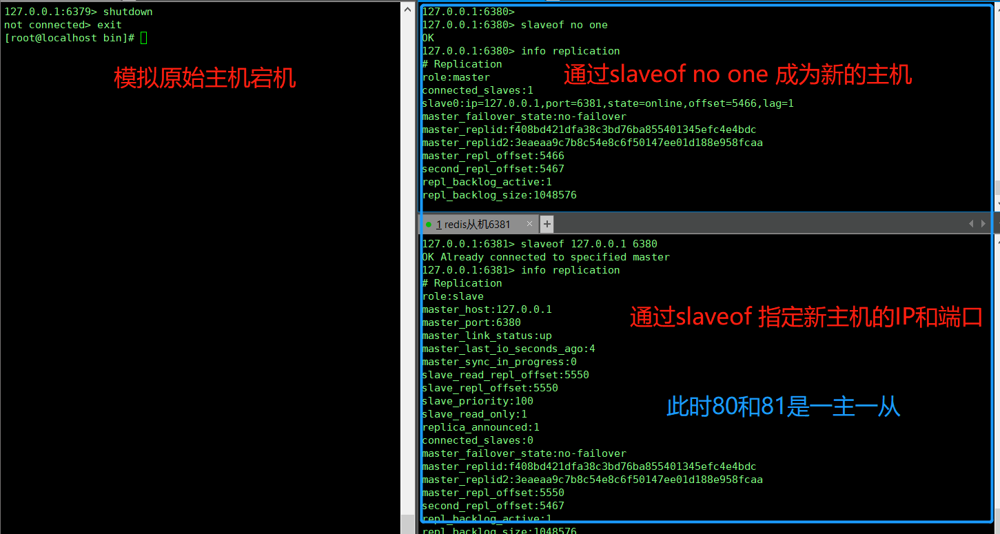 127.0.0.1:6379> shutdown
not connected> exit
[root@localhost bin]#
模拟原始主机宕机
127.0.0.1:6380>
127.0.0.1:6380> slaveof no one
OK
127.0.0.1:6380> info replication
# Replication
role:master
通过slaveof no one 成为新的主机
connected_slaves:1
slave0:ip=127.0.0.1,port=6381,state=online,offset=5466,lag=1
master_failover_state:no-failover
master_replid:f408bd421dfa38c3bd76ba855401345efc4e4bdc
master_replid2:3eaeaa9c7b8c54e8c6f50147ee01d188e958fcaa
master_repl_offset:5466
second_repl_offset:5467
repl_backlog_active:1
repl_backlog_size:1048576
1 redis从机6381 × +
127.0.0.1:6381> slaveof 127.0.0.1 6380
OK Already connected to specified master
127.0.0.1:6381> info replication
# Replication
role:slave
master_host:127.0.0.1
通过slaveof 指定新主机的IP和端口
master_port:6380
master_link_status:up
master_last_io_seconds_ago:4
master_sync_in_progress:0
slave_read_repl_offset:5550
slave_repl_offset:5550
slave_priority:100
此时80和81是一主一从
slave_read_only:1
replica_announced:1
connected_slaves:0
master_failover_state:no-failover
master_replid:f408bd421dfa38c3bd76ba855401345efc4e4bdc
master_replid2:3eaeaa9c7b8c54e8c6f50147ee01d188e958fcaa
master_repl_offset:5550
second_repl_offset:5467
repl_backlog_active:1
repl_backlog_size:1048576